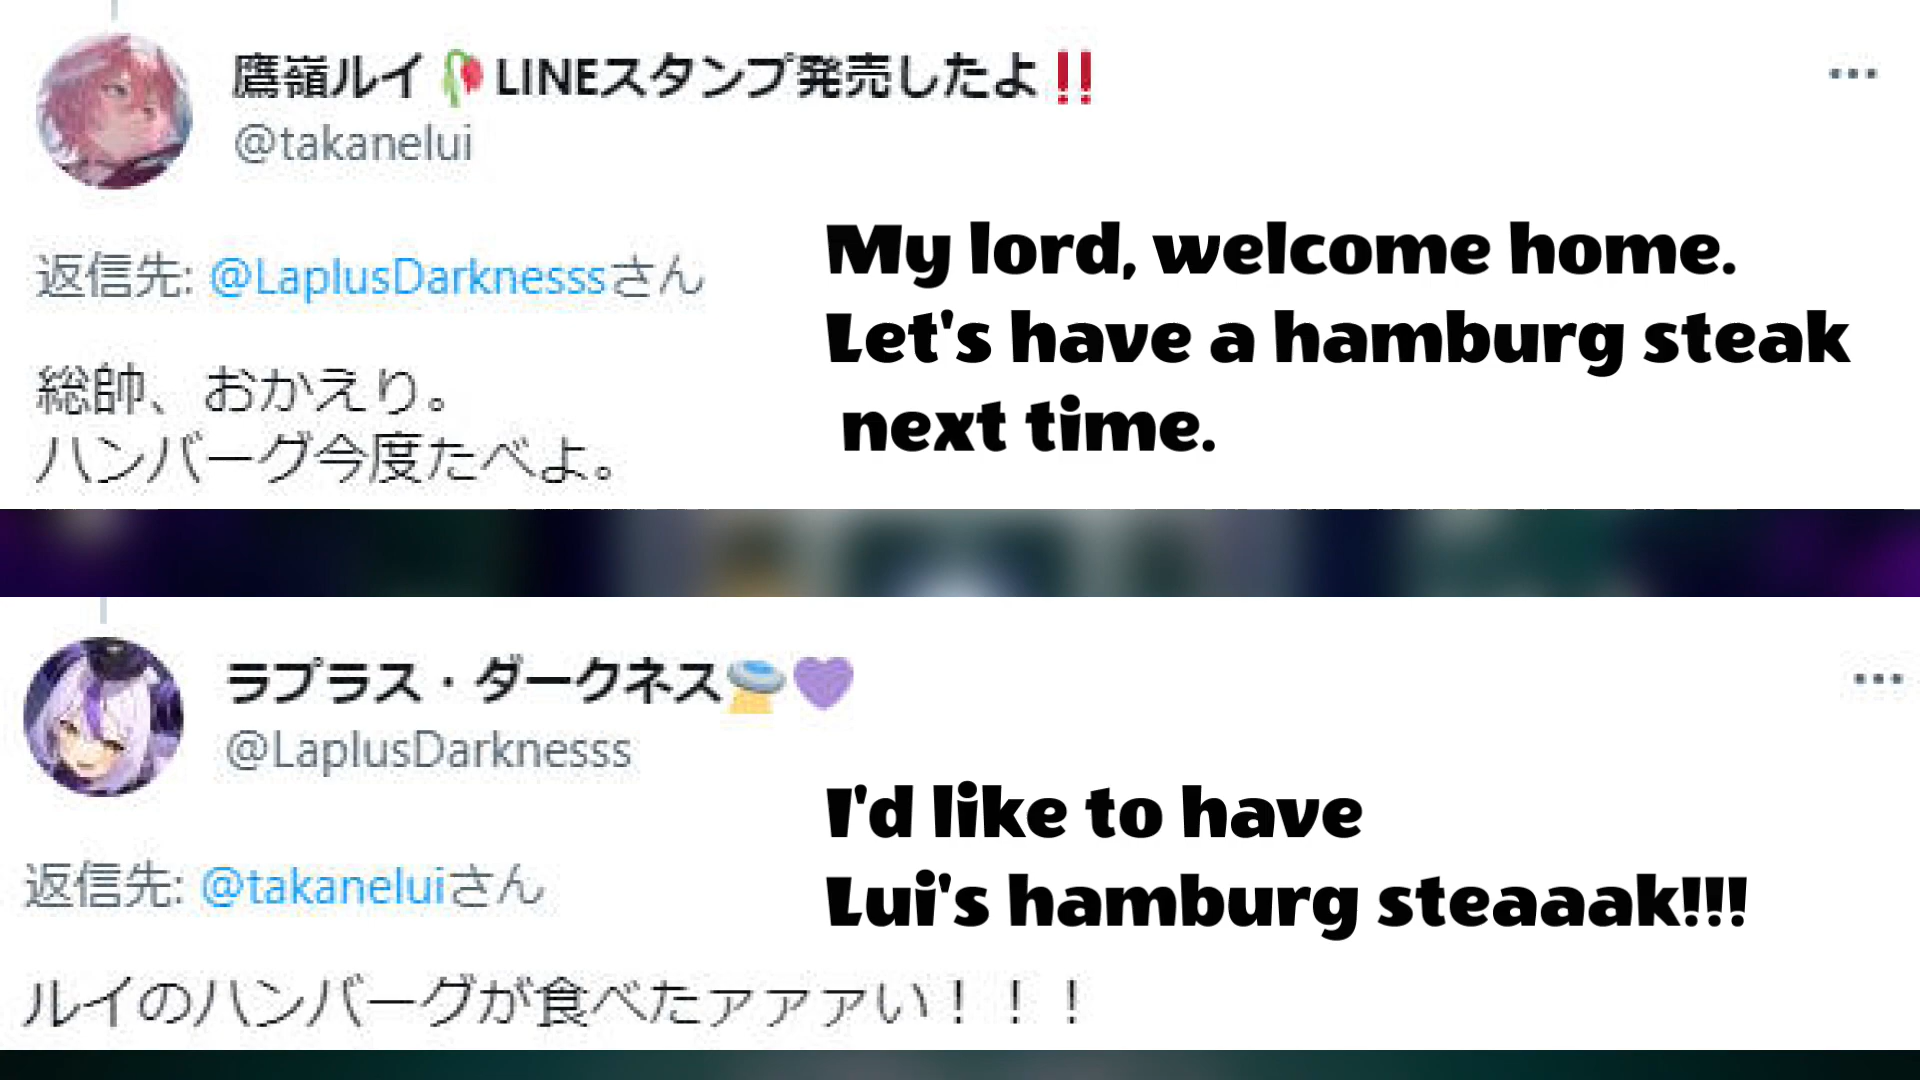 鷹嶺ルイ🥀LINEスタンプ発売したよ‼
@takanelui
返信先: @LaplusDarknesssさん
総帥、おかえり。
ハンバーグ今度たべよ。
My lord, welcome home.
Let's have a hamburg steak
next time.
ラプラス・ダークネス🛸💜
@LaplusDarknesss
返信先: @takaneluiさん
ルイのハンバーグが食べたァァァい！！！
I'd like to have
Lui's hamburg steaaak!!!